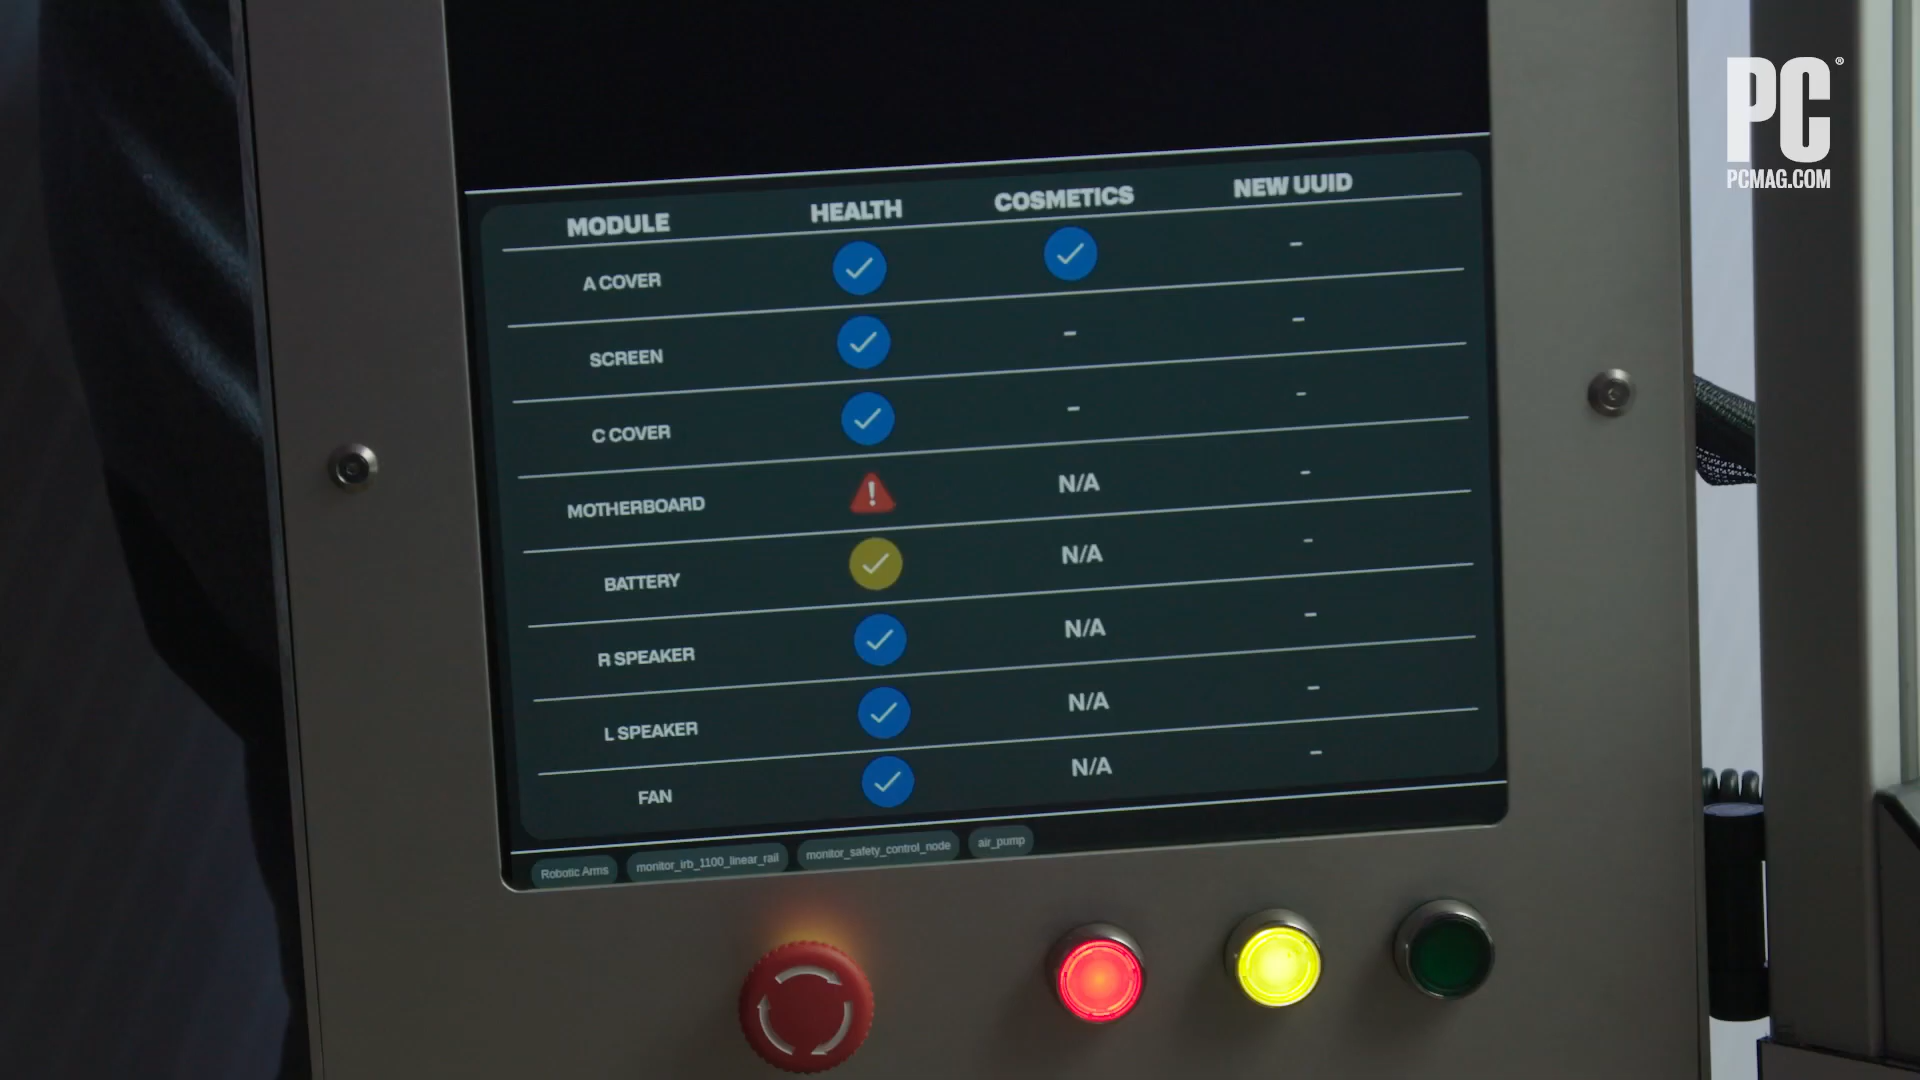 PC®
PCMAG.COM
MODULE HEALTH COSMETICS NEW UUID
A COVER -
SCREEN - -
C COVER - -
MOTHERBOARD ! N/A -
BATTERY N/A -
R SPEAKER N/A -
L SPEAKER N/A -
FAN N/A -
Robotic Arms monitor_irb_1100_linear_rail monitor_safety_control_node air_pump